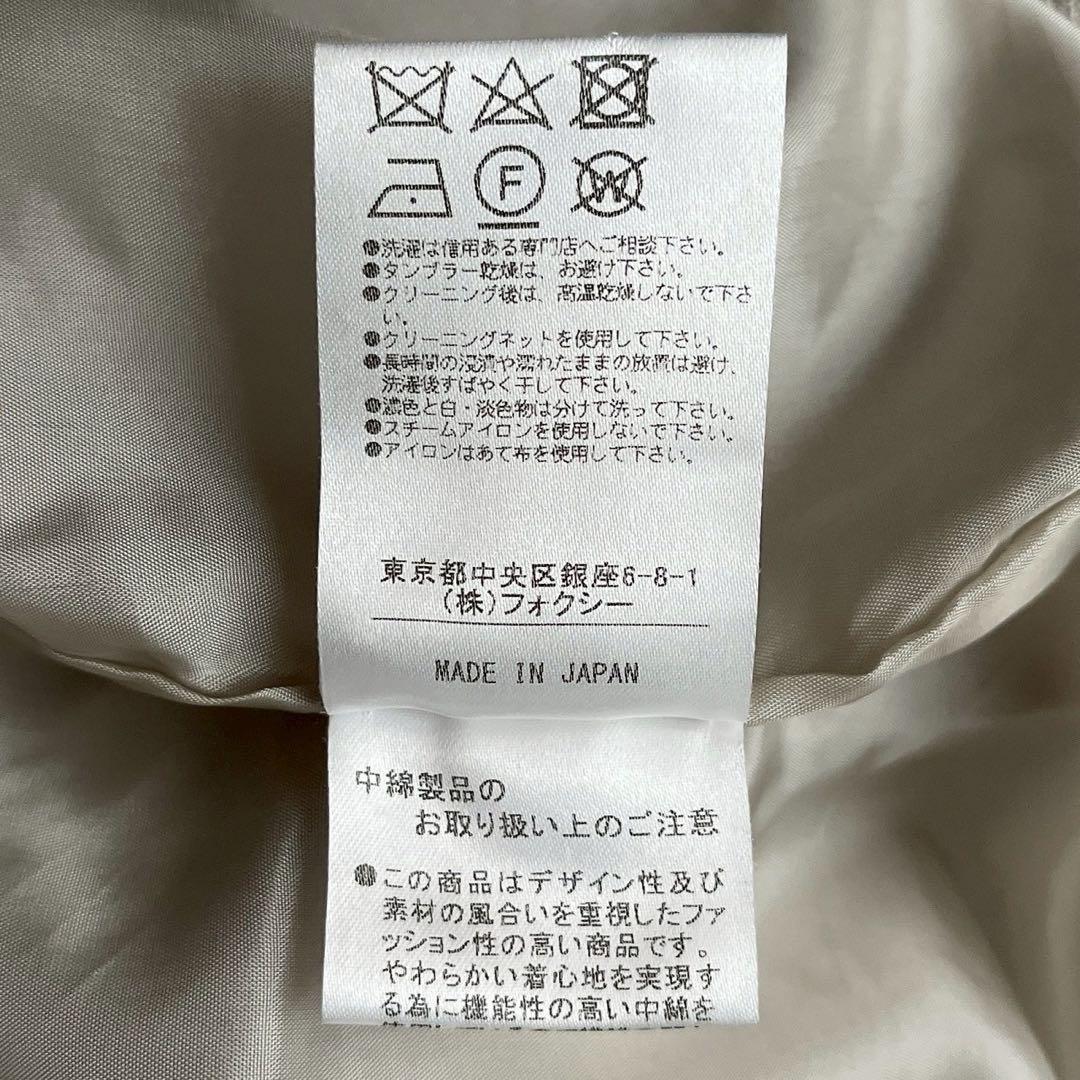 F
W
●洗濯は信用ある専門店へご相談下さい。
●タンブラー乾燥は、お避け下さい。
●クリーニング後は、高温乾燥しないで下さ
い。
●クリーニングネットを使用して下さい。
●長時間の浸漬や濡れたままの放置は避け、
洗濯後すばやく干して下さい。
●濃色と白・淡色物は分けて洗って下さい。
●スチームアイロンを使用しないで下さい。
●アイロンはあて布を使用して下さい。
東京都中央区銀座6-8-1
(株)フォクシー
MADE IN JAPAN
中綿製品の
お取り扱い上のご注意
●この商品はデザイン性及び
素材の風合いを重視したファ
ッション性の高い商品です。
やわらかい着心地を実現す
る為に機能性の高い中綿を